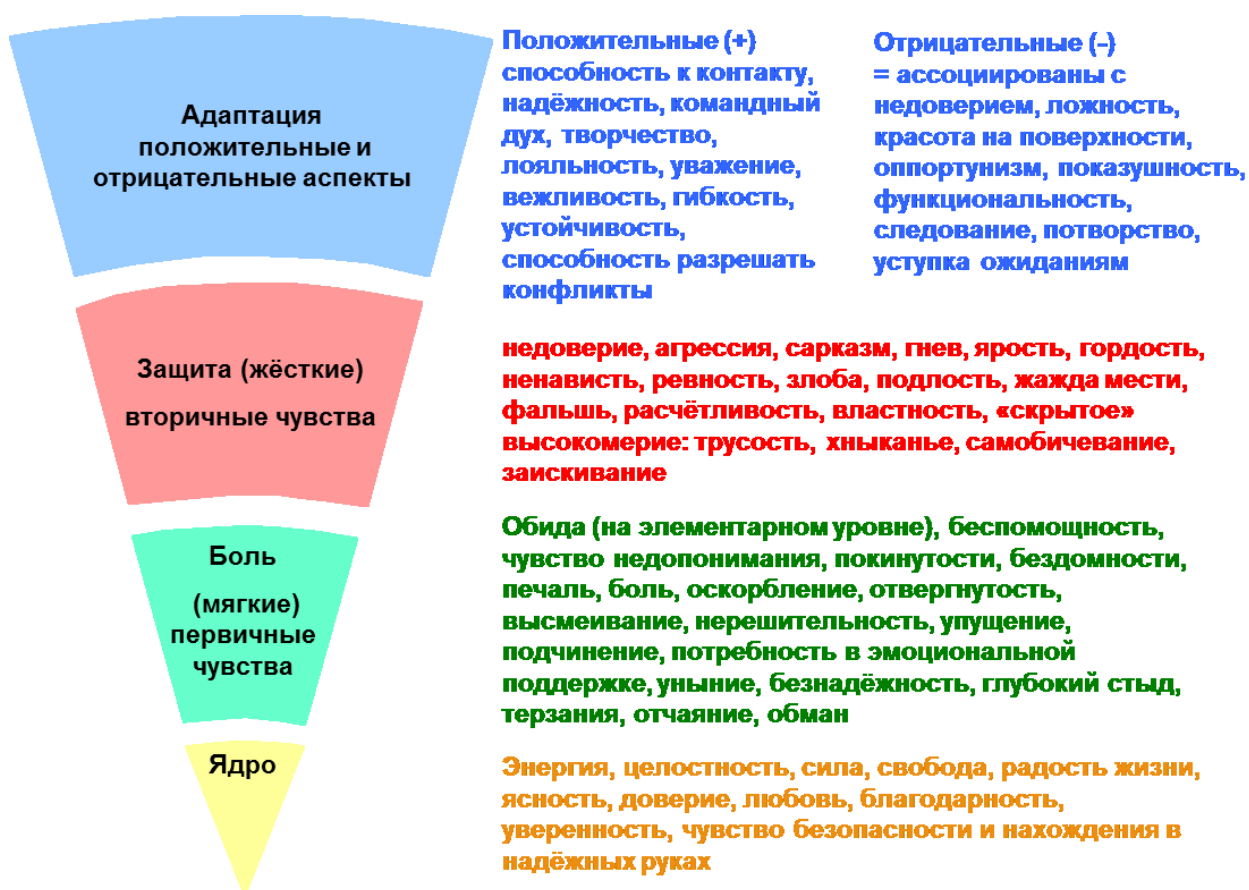 Адаптация
положительные и
отрицательные аспекты
Положительные (+)
способность к контакту,
надёжность, командный
дух, творчество,
лояльность, уважение,
вежливость, гибкость,
устойчивость,
способность разрешать
конфликты
Отрицательные (-)
= ассоциированы с
недоверием, ложность,
красота на поверхности,
оппортунизм, показушность,
функциональность,
следование, потворство,
уступка ожиданиям
Защита (жёсткие)
вторичные чувства
недоверие, агрессия, сарказм, гнев, ярость, гордость,
ненависть, ревность, злоба, подлость, жажда мести,
фальшь, расчётливость, властность, «скрытое»
высокомерие: трусость, хныканье, самобичевание,
заискивание
Боль
(мягкие)
первичные
чувства
Обида (на элементарном уровне), беспомощность,
чувство недопонимания, покинутости, бездомности,
печаль, боль, оскорбление, отвергнутость,
высмеивание, нерешительность, упущение,
подчинение, потребность в эмоциональной
поддержке, уныние, безнадёжность, глубокий стыд,
терзания, отчаяние, обман
Ядро
Энергия, целостность, сила, свобода, радость жизни,
ясность, доверие, любовь, благодарность,
уверенность, чувство безопасности и нахождения в
надёжных руках